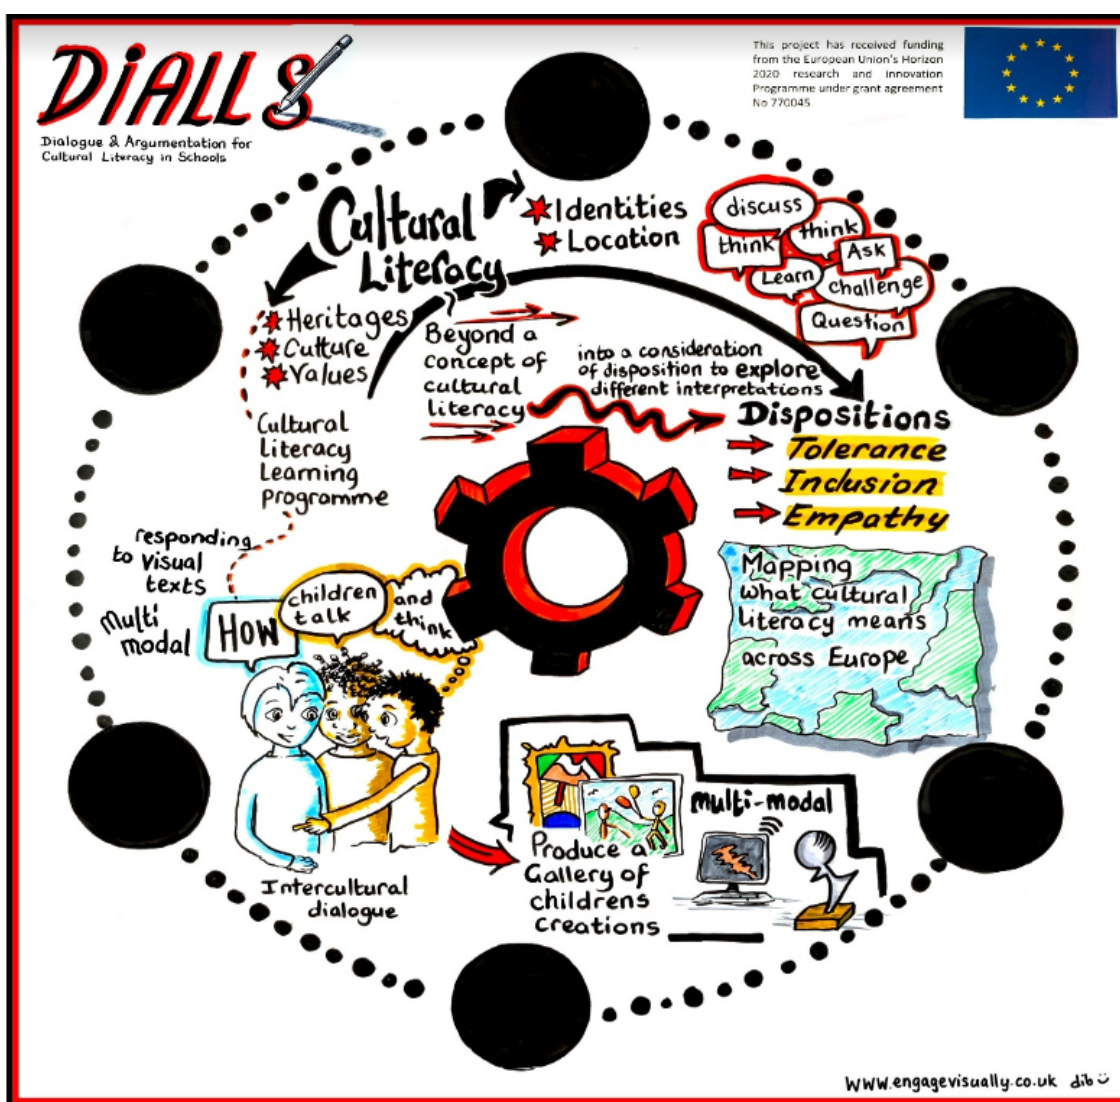 DiALLS
Dialogue & Argumentation for
Cultural Literacy in Schools
This project has received funding
from the European Union's Horizon
2020 research and innovation
Programme under grant agreement
No 770045
Cultural
Literacy
Identities
Location
discuss
think
think
Ask
Learn
challenge
Question
Heritages
Culture
Values
Beyond a
concept of
cultural
literacy
into a consideration
of disposition to explore
different interpretations
Dispositions
Tolerance
Inclusion
Empathy
Cultural
Literacy
Learning
programme
responding
to visual
texts
Multi
modal
How
children
talk
and
think
Mapping
what cultural
literacy means
across Europe
Intercultural
dialogue
multi-modal
Produce a
Gallery of
childrens
creations
www.engagevisually.co.uk dib